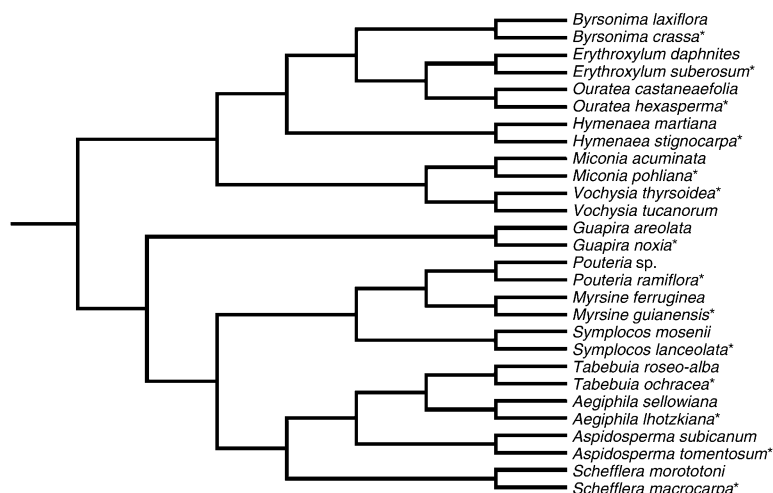 Byrsonima laxiflora
Byrsonima crassa*
Erythroxylum daphnites
Erythroxylum suberosum*
Ouratea castaneaefolia
Ouratea hexasperma*
Hymenaea martiana
Hymenaea stignocarpa*
Miconia acuminata
Miconia pohliana*
Vochysia thyrsoidea*
Vochysia tucanorum
Guapira areolata
Guapira noxia*
Pouteria sp.
Pouteria ramiflora*
Myrsine ferruginea
Myrsine guianensis*
Symplocos mosenii
Symplocos lanceolata*
Tabebuia roseo-alba
Tabebuia ochracea*
Aegiphila sellowiana
Aegiphila lhotzkiana*
Aspidosperma subicanum
Aspidosperma tomentosum*
Schefflera morototoni
Schefflera macrocarpa*